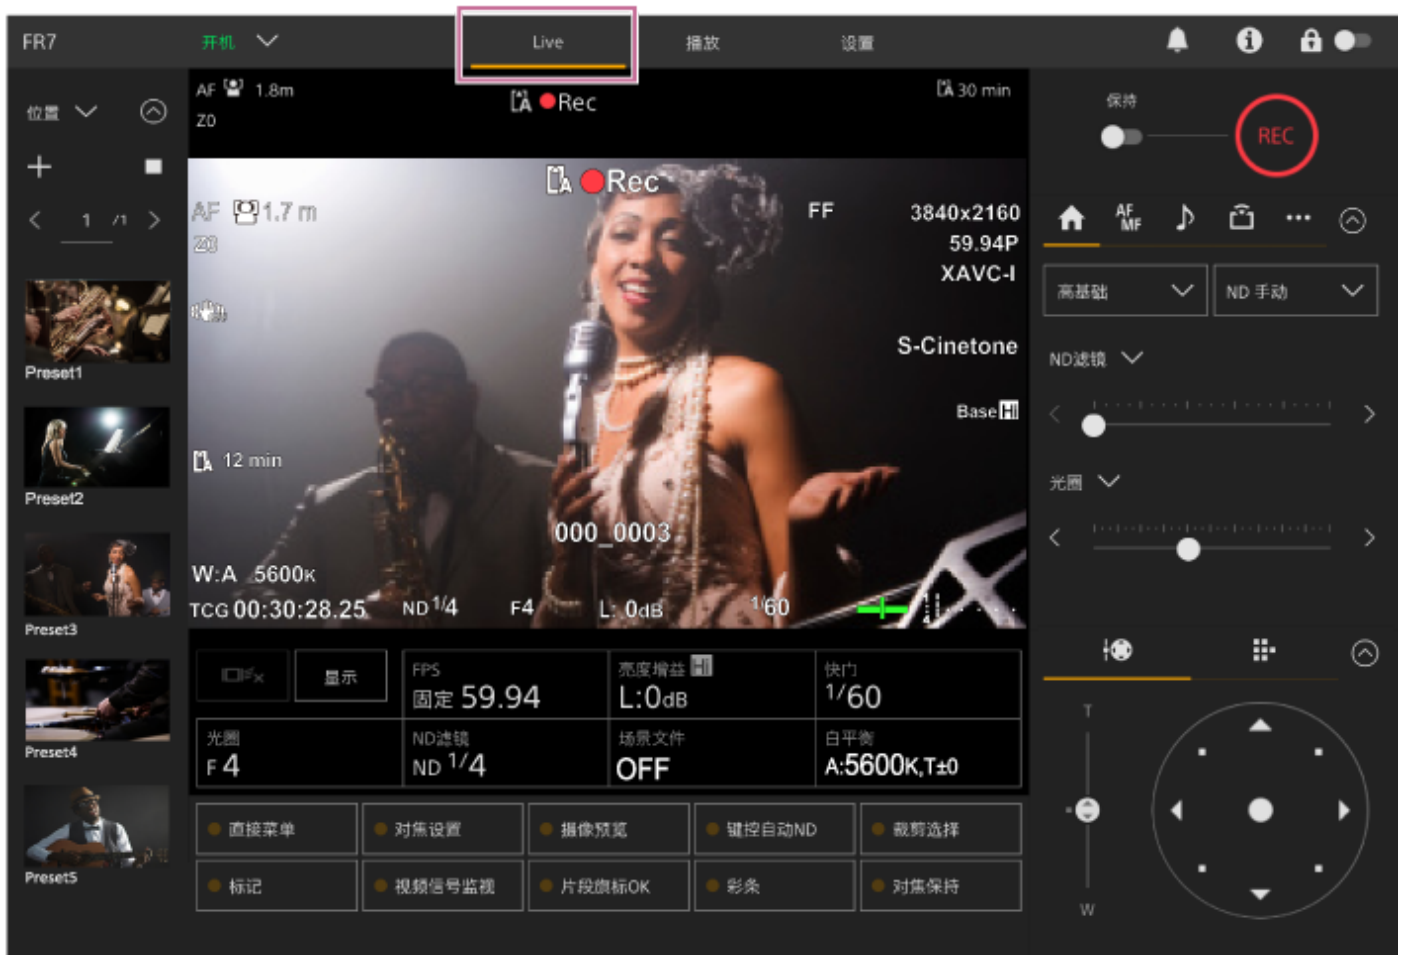 FR7
开机
Live
播放
设置
位置
1 /1
Preset1
Preset2
Preset3
Preset4
Preset5
AF 1.8m
Z0
A Rec
A 30 min
A Rec
AF 1.7 m
Z0
FF
3840x2160
59.94P
XAVC-I
S-Cinetone
Base HI
A 12 min
000_0003
W:A 5600K
TCG 00:30:28.25
ND 1/4
F4
L: 0dB
1/60
显示
FPS
固定 59.94
亮度增益 HI
L:0dB
快门
1/60
光圈
F 4
ND滤镜
ND 1/4
场景文件
OFF
白平衡
A:5600K,T±0
直接菜单
对焦设置
摄像预览
键控自动ND
裁剪选择
标记
视频信号监视
片段旗标OK
彩条
对焦保持
保持
REC
AF
MF
高基础
ND 手动
ND滤镜
光圈
T
W